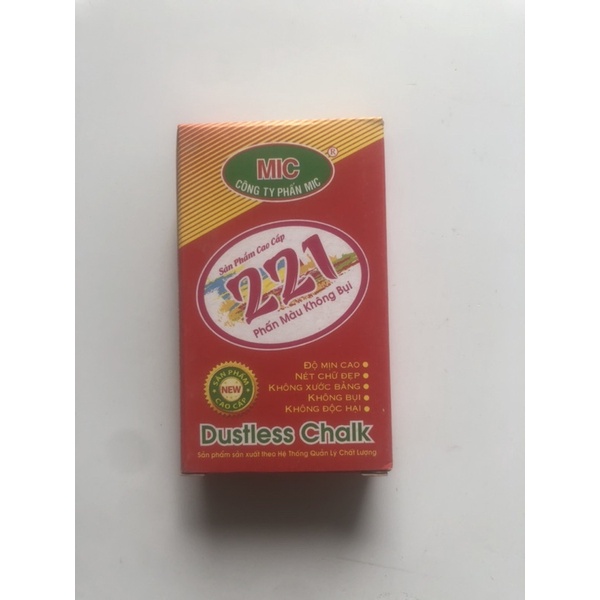 MIC
®
CÔNG TY PHẤN MIC
Sản Phẩm Cao Cấp
221
Phấn Màu Không Bụi
ĐỘ MỊN CAO
NÉT CHỮ ĐẸP
KHÔNG XƯỚC BẢNG
KHÔNG BỤI
KHÔNG ĐỘC HẠI
SẢN PHẨM
NEW
CAO CẤP
Dustless Chalk
Sản phẩm sản xuất theo Hệ Thống Quản Lý Chất Lượng